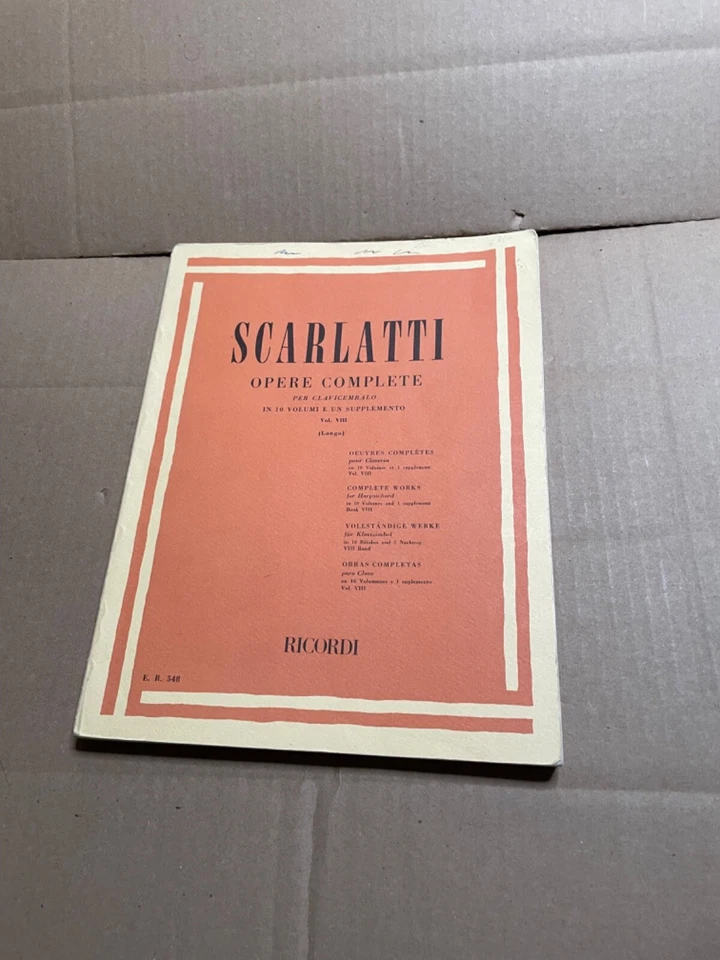 SCARLATTI
OPERE COMPLETE
PER CLAVICEMBALO
IN 10 VOLUMI E UN SUPPLEMENTO
Vol. VIII
(Longo)
OEUVRES COMPLÈTES
pour Clavecin
en 10 Volumes et 1 supplement
Vol. VIII
COMPLETE WORKS
for Harpsichord
in 10 Volumes and 1 supplement
Book VIII
VOLLSTÄNDIGE WERKE
für Klavizimbel
in 10 Bänden und 1 Nachtrag
VIII Band
OBRAS COMPLETAS
para Clave
en 10 Volumenes e 1 suplemento
Vol. VIII
RICORDI
E. R. 548